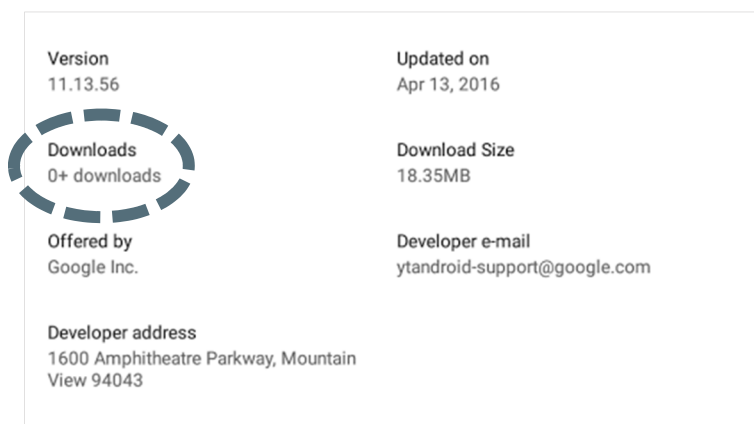 Version
11.13.56
Updated on
Apr 13, 2016
Downloads
0+ downloads
Download Size
18.35MB
Offered by
Google Inc.
Developer e-mail
ytandroid-support@google.com
Developer address
1600 Amphitheatre Parkway, Mountain
View 94043